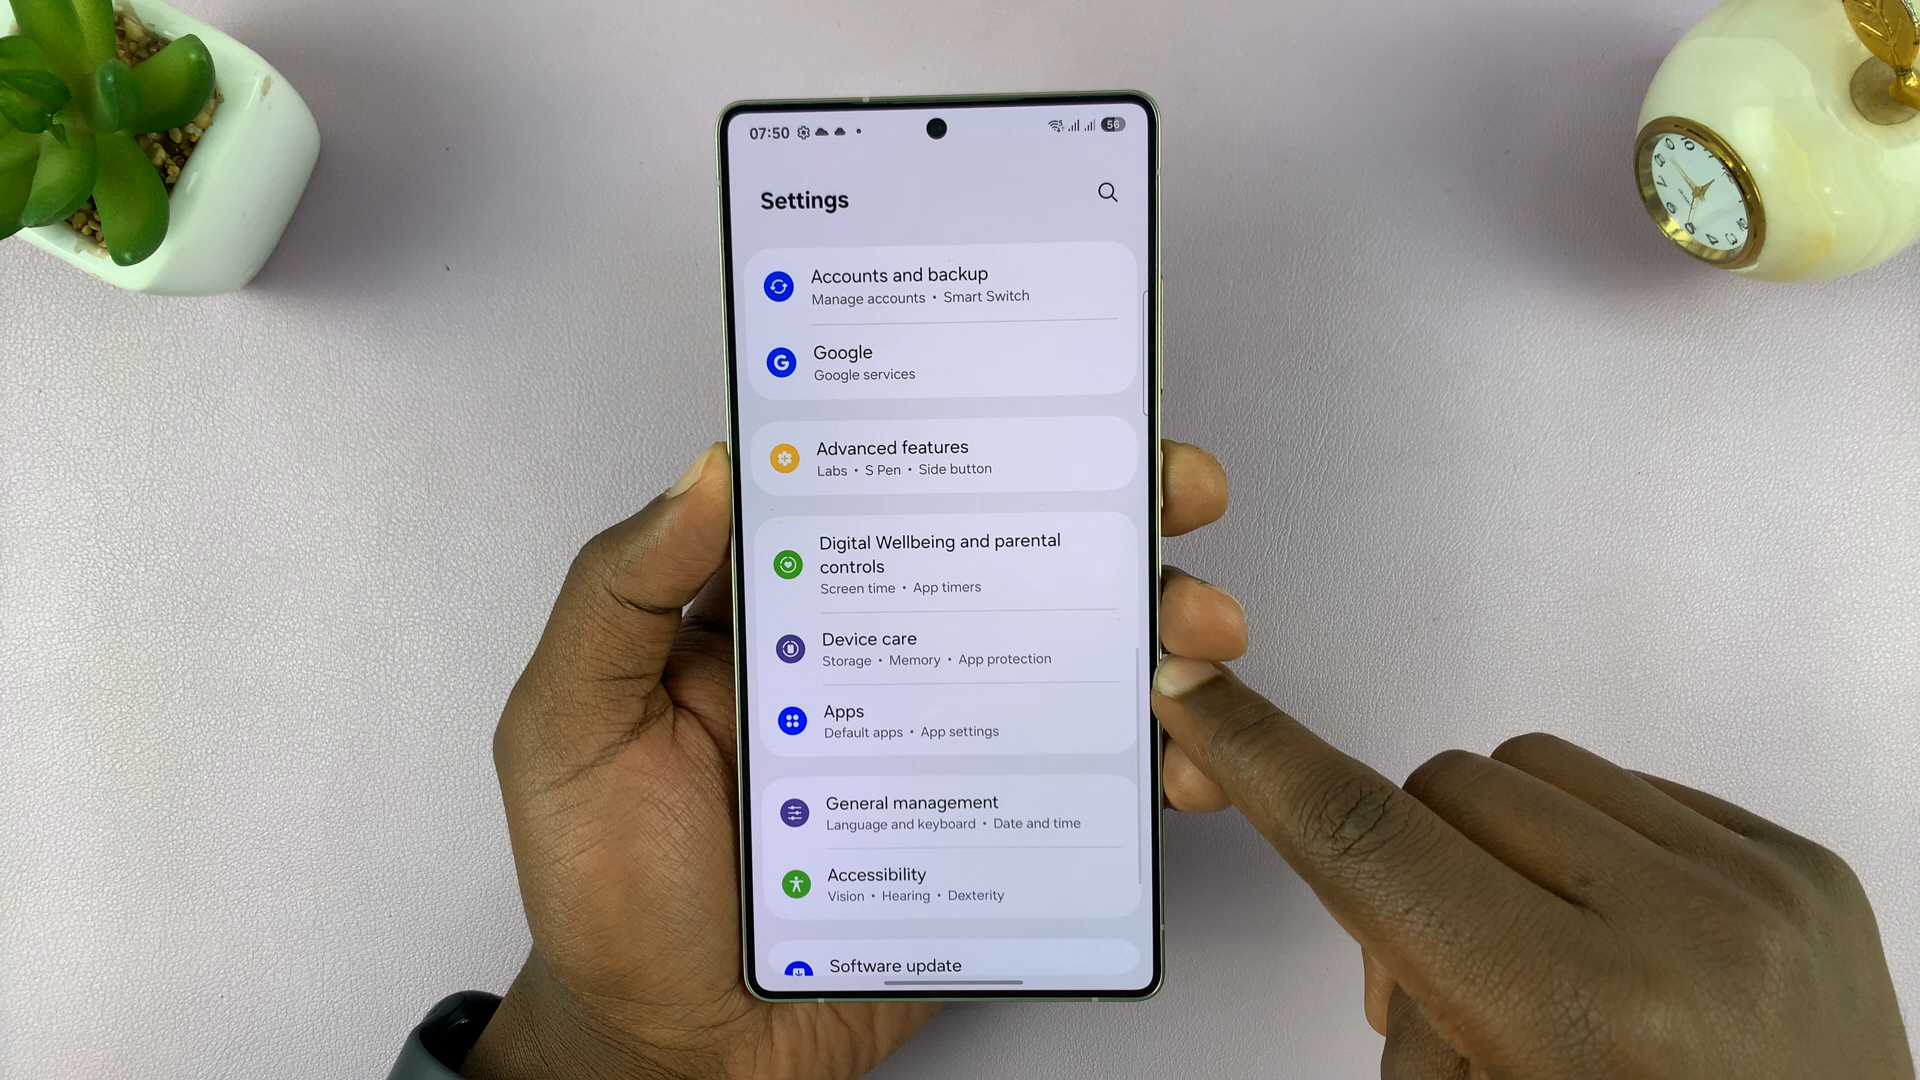 07:50
56
Settings
Accounts and backup
Manage accounts • Smart Switch
G
Google
Google services
Advanced features
Labs • S Pen • Side button
Digital Wellbeing and parental
controls
Screen time • App timers
Device care
Storage • Memory • App protection
Apps
Default apps • App settings
General management
Language and keyboard • Date and time
Accessibility
Vision • Hearing • Dexterity
Software update